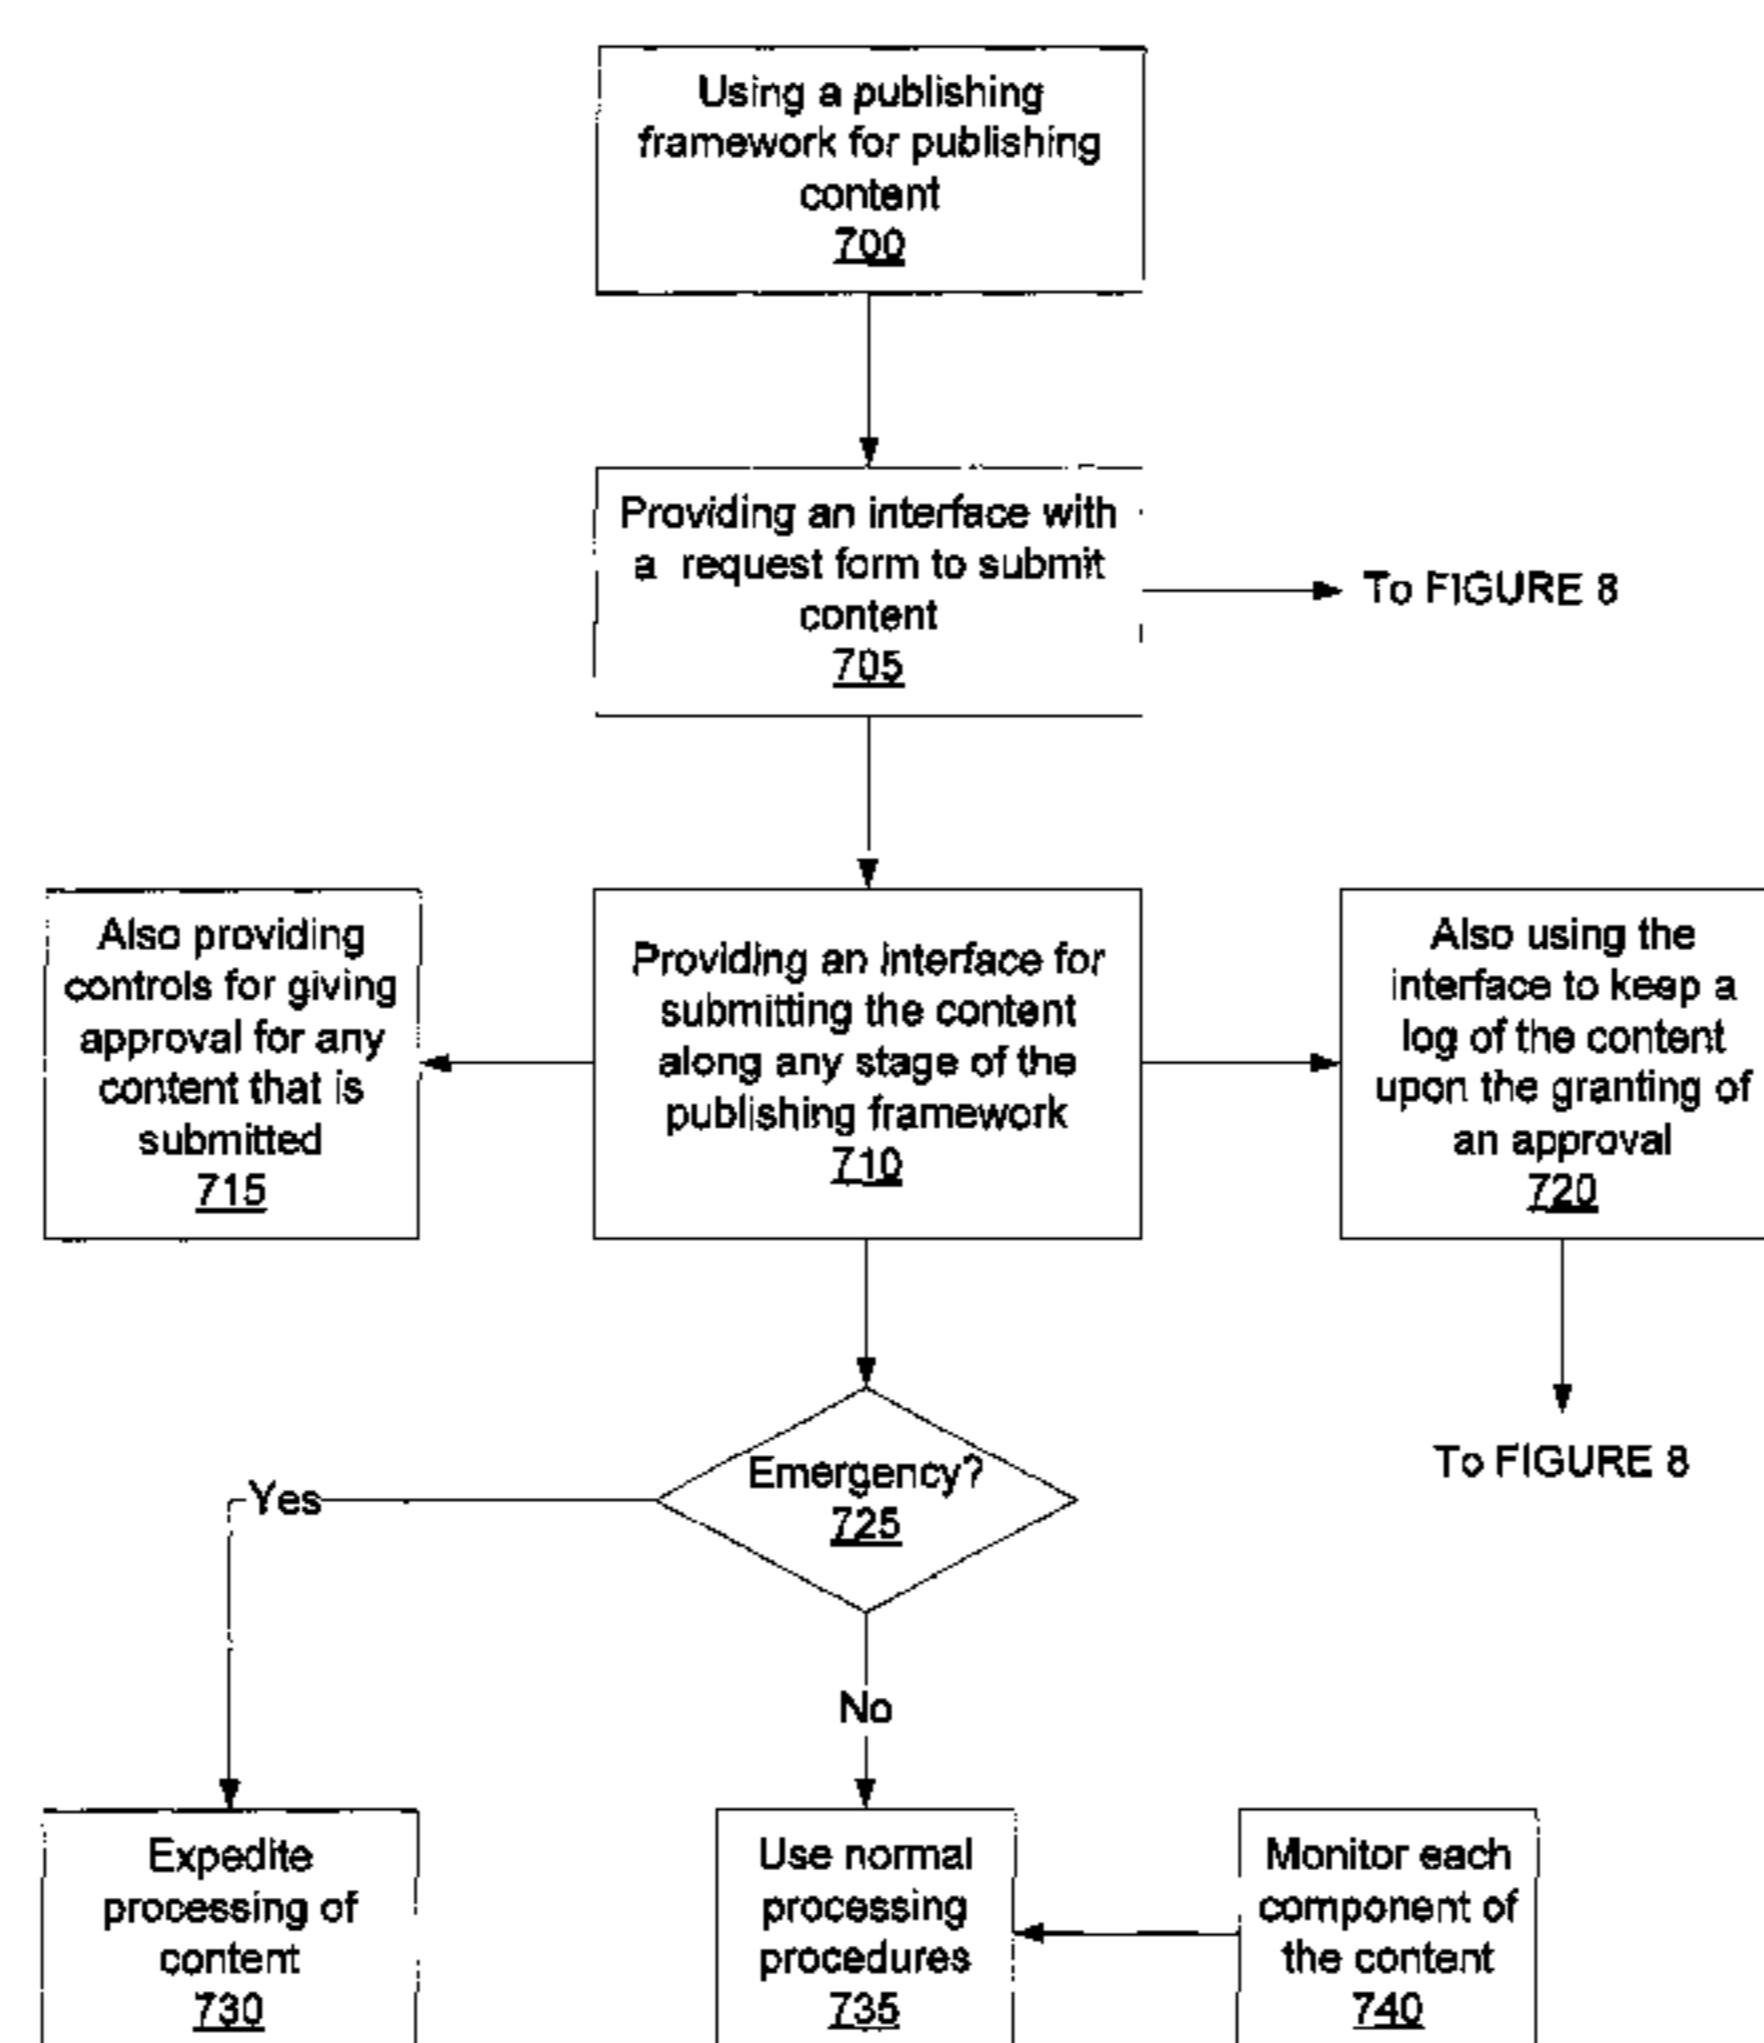 Using a publishing
framework for publishing
content
700
Providing an interface with
a request form to submit
content
705
To FIGURE 8
Also providing
controls for giving
approval for any
content that is
submitted
715
Providing an interface for
submitting the content
along any stage of the
publishing framework
710
Also using the
interface to keep a
log of the content
upon the granting of
an approval
720
To FIGURE 8
Emergency?
725
Yes
No
Expedite
processing of
content
730
Use normal
processing
procedures
735
Monitor each
component of
the content
740